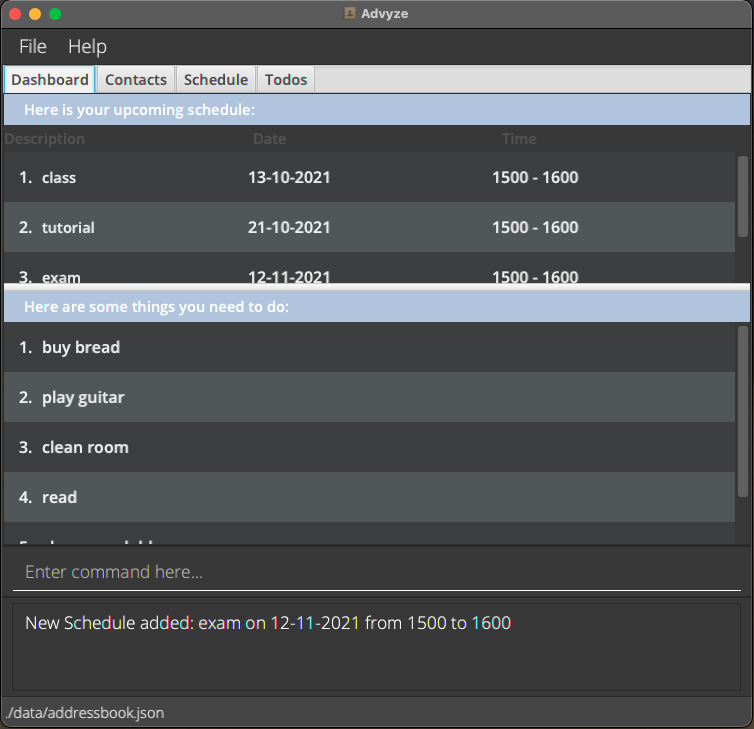 Advyze
File Help
Dashboard Contacts Schedule Todos
Here is your upcoming schedule:
Description Date Time
1. class 13-10-2021 1500 - 1600
2. tutorial 21-10-2021 1500 - 1600
3. exam 12-11-2021 1500 - 1600
Here are some things you need to do:
1. buy bread
2. play guitar
3. clean room
4. read
Enter command here...
New Schedule added: exam on 12-11-2021 from 1500 to 1600
./data/addressbook.json